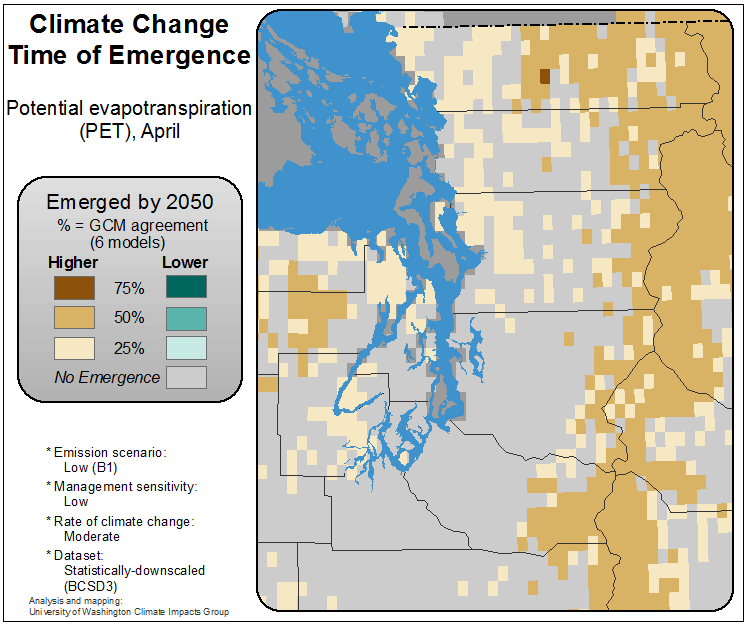 Climate Change
Time of Emergence
Potential evapotranspiration
(PET), April
Emerged by 2050
% = GCM agreement
(6 models)
Higher Lower
75%
50%
25%
No Emergence
* Emission scenario:
Low (B1)
* Management sensitivity:
Low
* Rate of climate change:
Moderate
* Dataset:
Statistically-downscaled
(BCSD3)
Analysis and mapping:
University of Washington Climate Impacts Group